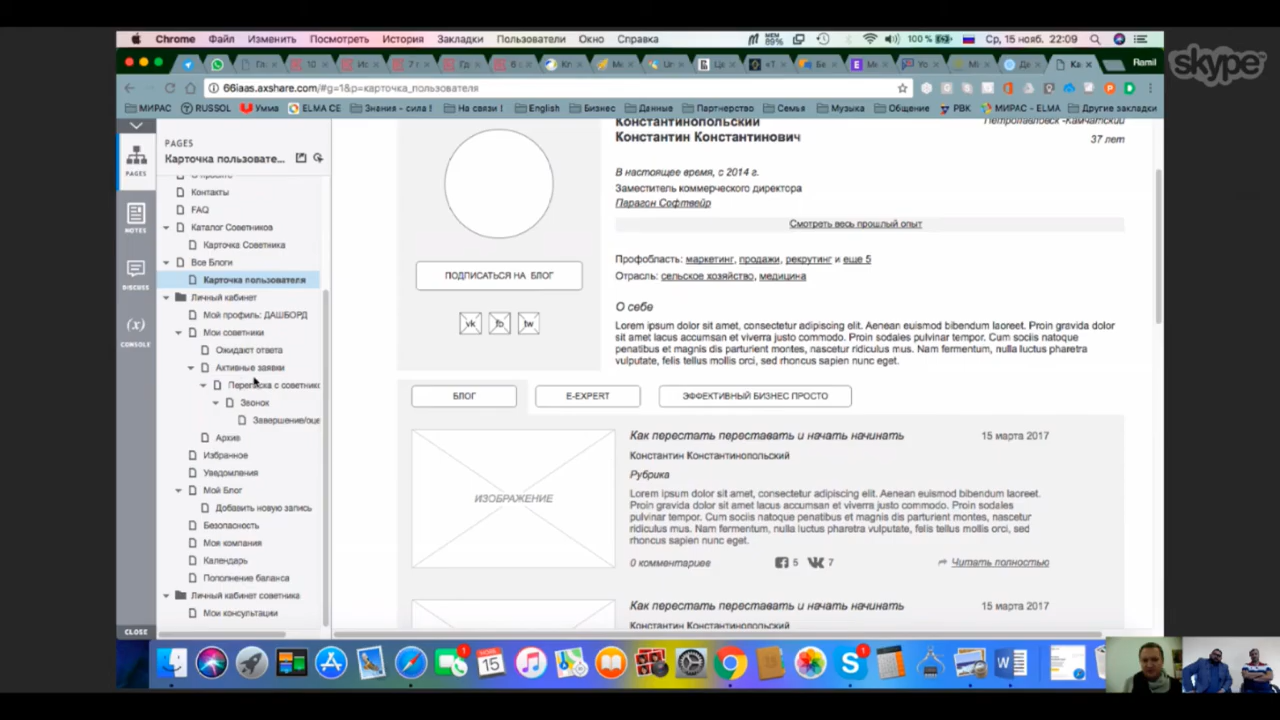 Chrome Файл Изменить Посмотреть История Закладки Пользователи Окно Справка
MEM 89% 100 % Ср, 15 нояб. 22:09
skype
Ramil
66iaas.axshare.com/#g=1&p=карточка_пользователя
МИРАС RUSSOL Умма ELMA CE Знания - сила ! На связи ! English Бизнес Данные Партнерство Семья Музыка Общение РВК МИРАС - ELMA Другие закладки
PAGES
Карточка пользовате...
PAGES
NOTES
DISCUSS
(x)
CONSOLE
CLOSE
О проекте
Контакты
FAQ
Каталог Советников
Карточка Советника
Все Блоги
Карточка пользователя
Личный кабинет
Мой профиль: ДАШБОРД
Мои советники
Ожидают ответа
Активные заявки
Переписка с советнико
Звонок
Завершение/оце
Архив
Избранное
Уведомления
Мой Блог
Добавить новую запись
Безопасность
Моя компания
Календарь
Пополнение баланса
Личный кабинет советника
Мои консультации
Константинопольский
Константин Константинович
Петропавловск -Камчатский
37 лет
В настоящее время, с 2014 г.
Заместитель коммерческого директора
Парагон Софтвейр
Смотреть весь прошлый опыт
ПОДПИСАТЬСЯ НА БЛОГ
vk fb tw
Профобласть: маркетинг, продажи, рекрутинг и еще 5
Отрасль: сельское хозяйство, медицина
О себе
Lorem ipsum dolor sit amet, consectetur adipiscing elit. Aenean euismod bibendum laoreet. Proin gravida dolor
sit amet lacus accumsan et viverra justo commodo. Proin sodales pulvinar tempor. Cum sociis natoque penatibus et
magnis dis parturient montes, nascetur ridiculus mus. Nam fermentum, nulla luctus pharetra vulputate,
felis tellus mollis orci, sed rhoncus sapien nunc eget.
БЛОГ E-EXPERT ЭФФЕКТИВНЫЙ БИЗНЕС ПРОСТО
ИЗОБРАЖЕНИЕ
Как перестать переставать и начать начинать 15 марта 2017
Константин Константинопольский
Рубрика
Lorem ipsum dolor sit amet, consectetur adipiscing elit. Aenean euismod bibendum
laoreet. Proin gravida dolor sit amet lacus accumsan et viverra justo commodo. Proin sodales
pulvinar tempor. Cum sociis natoque penatibus et magnis dis parturient montes, nascetur
ridiculus mus. Nam fermentum, nulla luctus pharetra vulputate, felis tellus mollis orci, sed
rhoncus sapien nunc eget.
0 комментариев 5 7 Читать полностью
Как перестать переставать и начать начинать 15 марта 2017
Константин Константинопольский